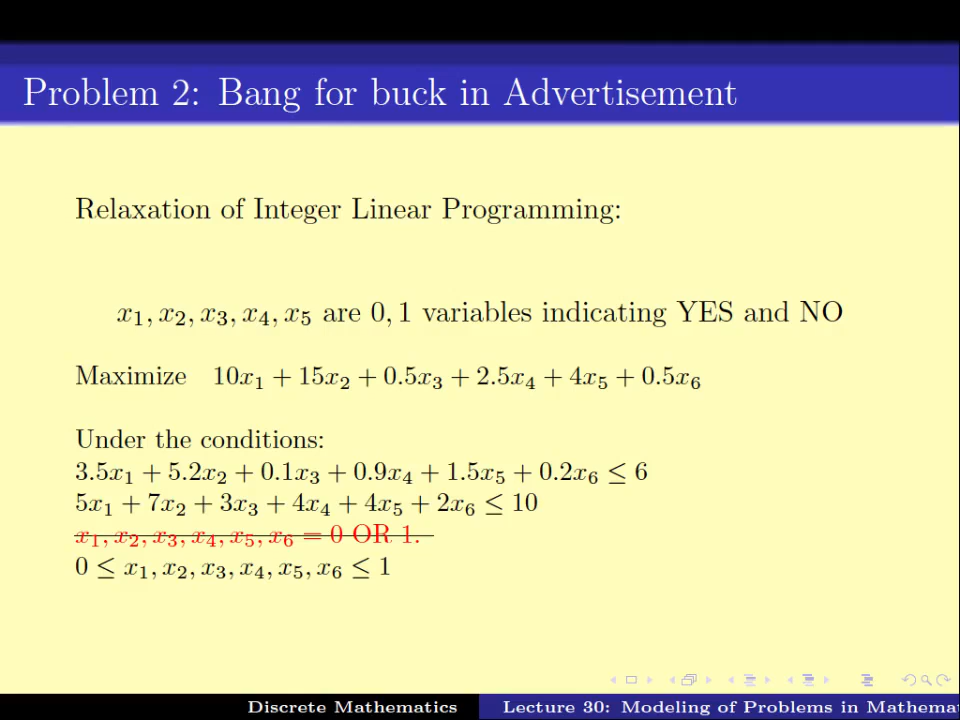 Problem 2: Bang for buck in Advertisement
Relaxation of Integer Linear Programming:
x₁, x₂, x₃, x₄, x₅ are 0, 1 variables indicating YES and NO
Maximize 10x₁ + 15x₂ + 0.5x₃ + 2.5x₄ + 4x₅ + 0.5x₆
Under the conditions:
3.5x₁ + 5.2x₂ + 0.1x₃ + 0.9x₄ + 1.5x₅ + 0.2x₆ ≤ 6
5x₁ + 7x₂ + 3x₃ + 4x₄ + 4x₅ + 2x₆ ≤ 10
x₁, x₂, x₃, x₄, x₅, x₆ = 0 OR 1.
0 ≤ x₁, x₂, x₃, x₄, x₅, x₆ ≤ 1
Discrete Mathematics Lecture 30: Modeling of Problems in Mathema